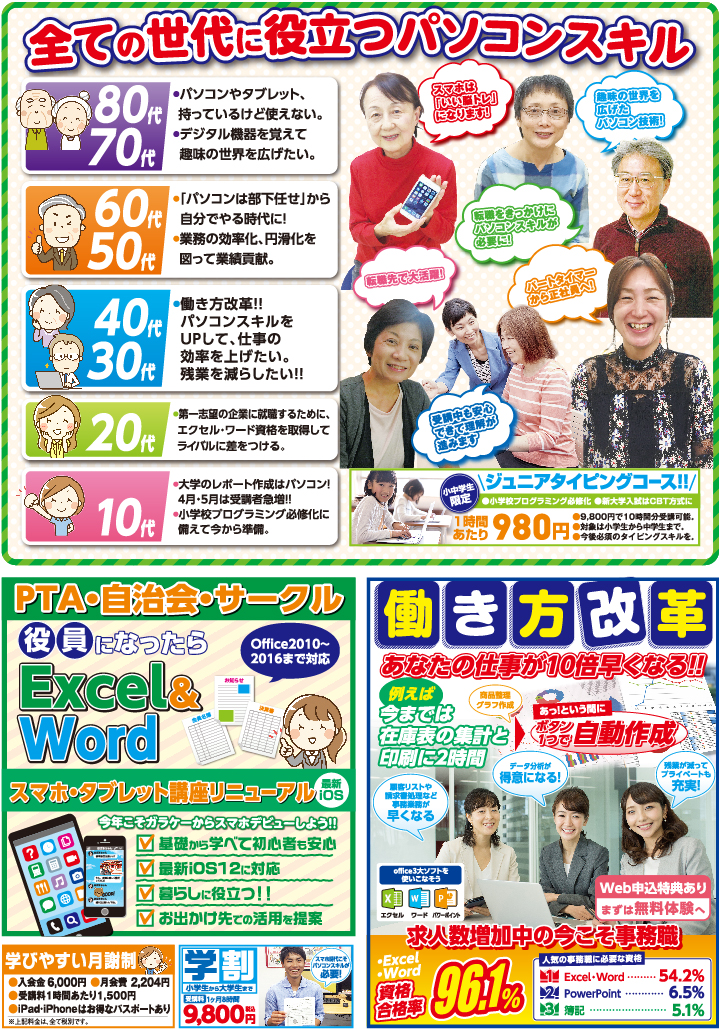 全ての世代に役立つパソコンスキル
80代
70代
•パソコンやタブレット、
持っているけど使えない。
•デジタル機器を覚えて
趣味の世界を広げたい。
60代
50代
•「パソコンは部下任せ」から
自分でやる時代に!
•業務の効率化、円滑化を
図って業績貢献。
40代
30代
•働き方改革!!
パソコンスキルを
UPして、仕事の
効率を上げたい。
残業を減らしたい!!
20代
•第一志望の企業に就職するために、
エクセル・ワード資格を取得して
ライバルに差をつける。
10代
•大学のレポート作成はパソコン!
4月・5月は受講者急増!!
•小学校プログラミング必修化に
備えて今から準備。
スマホは
「いい脳トレ」
になります!
趣味の世界を
広げた
パソコン技術!
転職をきっかけに
パソコンスキルが
必要に!
転職先で大活躍!
パートタイマー
から正社員へ!
受講中も安心
できて理解が
進みます
小中学生
限定
ジュニアタイピングコース!!
●小学校プログラミング必修化 ●新大学入試はCBT方式に
1時間
あたり980円
●9,800円で10時間分受講可能。
●対象は小学生から中学生まで。
●今後必須のタイピングスキルを。
PTA・自治会・サークル
役員になったら
Office2010〜
2016まで対応
Excel&
Word
お知らせ
会員名簿
決算書
スマホ・タブレット講座リニューアル
最新
iOS
今年こそガラケーからスマホデビューしよう!!
基礎から学べて初心者も安心
最新iOS12に対応
暮らしに役立つ!!
お出かけ先での活用を提案
学びやすい月謝制
●入会金6,000円 ●月会費2,204円
●受講料1時間あたり1,500円
●iPad・iPhoneはお得なパスポートあり
※上記料金は、全て税別です。
学割
小学生から大学生まで
受講料1ヶ月8時間
9,800税込円
スマホ世代こそ
パソコンスキルが
必要!
働き方改革
あなたの仕事が10倍早くなる!!
例えば
今までは
在庫表の集計と
印刷に2時間
商品整理
グラフ作成
あっ!という間に
ボタン
1つで自動作成
顧客リストや
請求書処理など
事務業務が
早くなる
データ分析が
得意になる!
残業が減って
プライベートも
充実!
office3大ソフトを
使いこなそう
エクセル ワード パワーポイント
Web申込特典あり
まずは無料体験へ
求人数増加中の今こそ事務職
・Excel
・Word
資格
合格率
96.1%
人気の事務職に必要な資格
1 Excel・Word ……… 54.2%
2 PowerPoint ……… 6.5%
3 簿記 ……… 5.1%